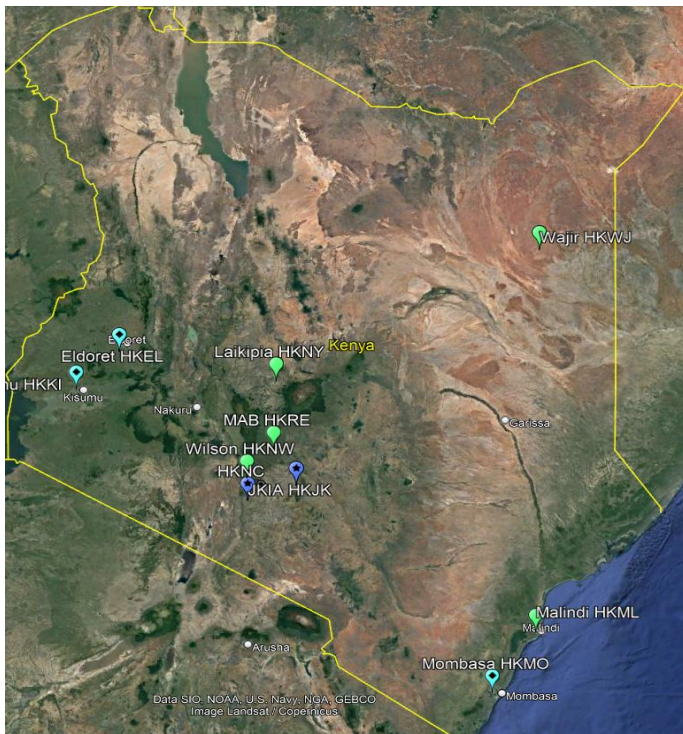 Wajir HKWJ
Eldoret
Eldoret HKEL
Laikipia HKNY
Kenya
HKKI
Kisumu
Nakuru
MAB HKRE
Garissa
Wilson HKNW
HKNC
JKIA HKJK
Malindi HKML
Malindi
Arusha
Mombasa HKMO
Mombasa
Data SIO, NOAA, U.S. Navy, NGA, GEBCO
Image Landsat / Copernicus